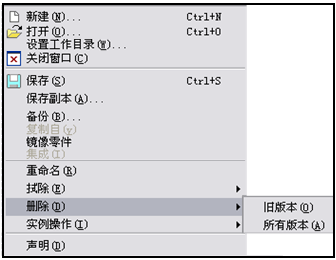 新建(N)... Ctrl+N
打开(O)... Ctrl+O
设置工作目录(W)...
关闭窗口(C)
保存(S) Ctrl+S
保存副本(A)...
备份(B)...
复制自(Y)
镜像零件
集成(I)
重命名(R)
拭除(E)
删除(D)
旧版本(O)
实例操作(I)
所有版本(A)
声明(D)